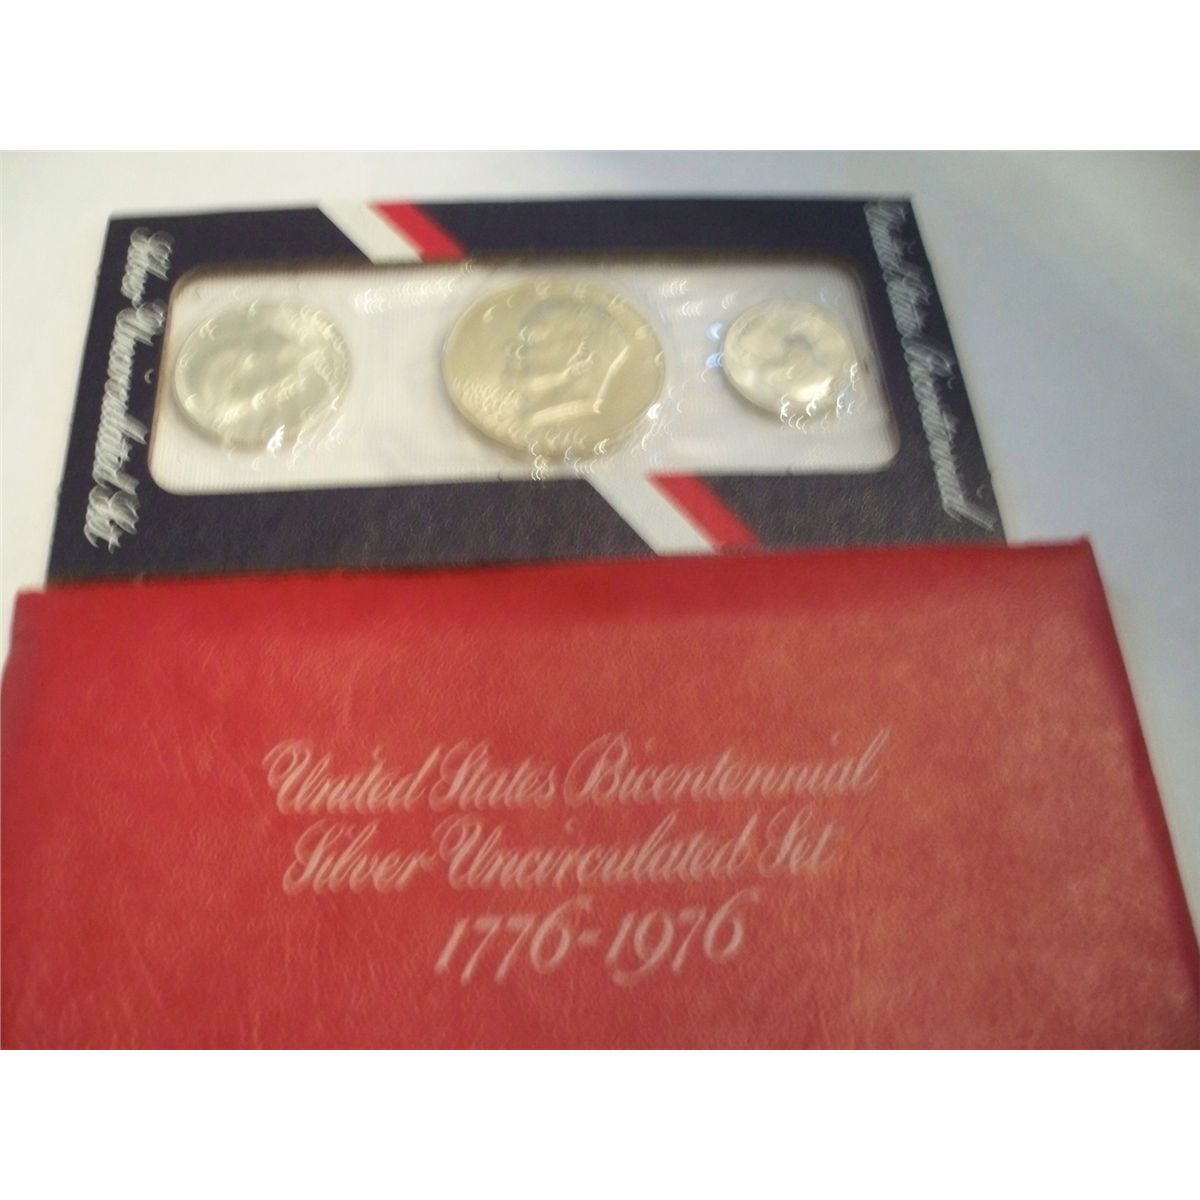 Silver Uncirculated Set
United States Bicentennial
United States Bicentennial
Silver Uncirculated Set
1776-1976